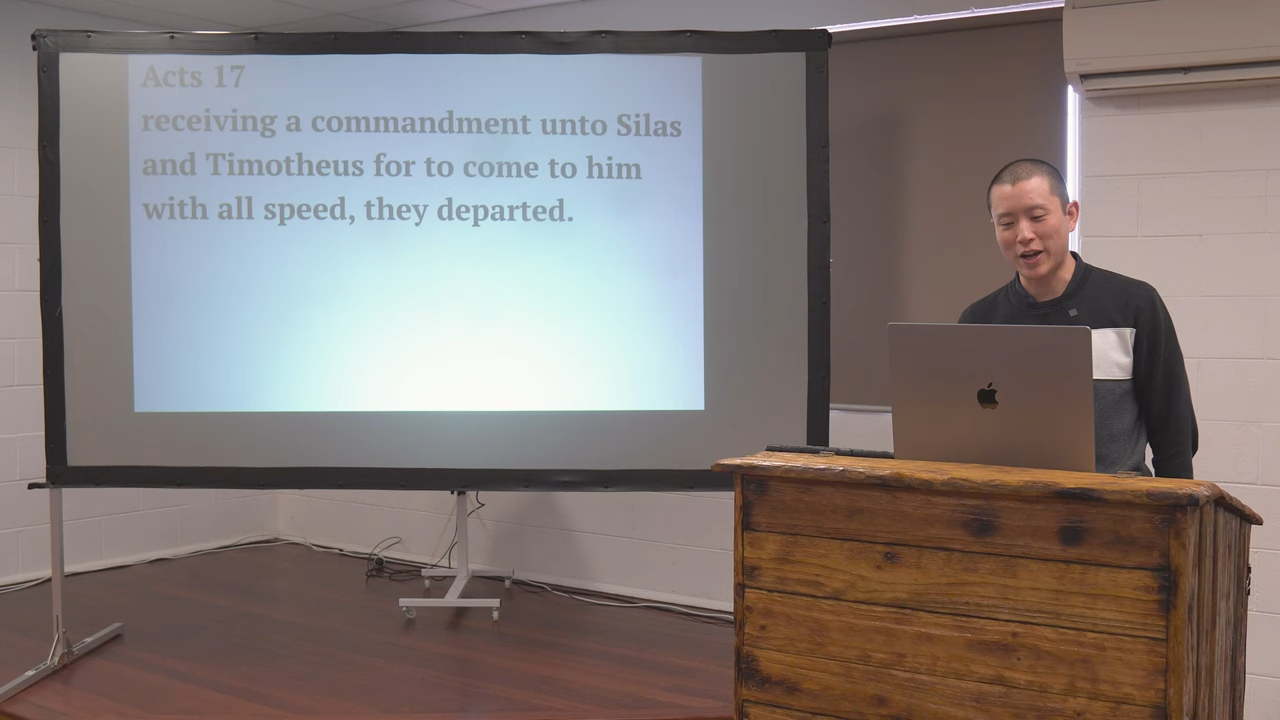 Acts 17
receiving a commandment unto Silas
and Timotheus for to come to him
with all speed, they departed.